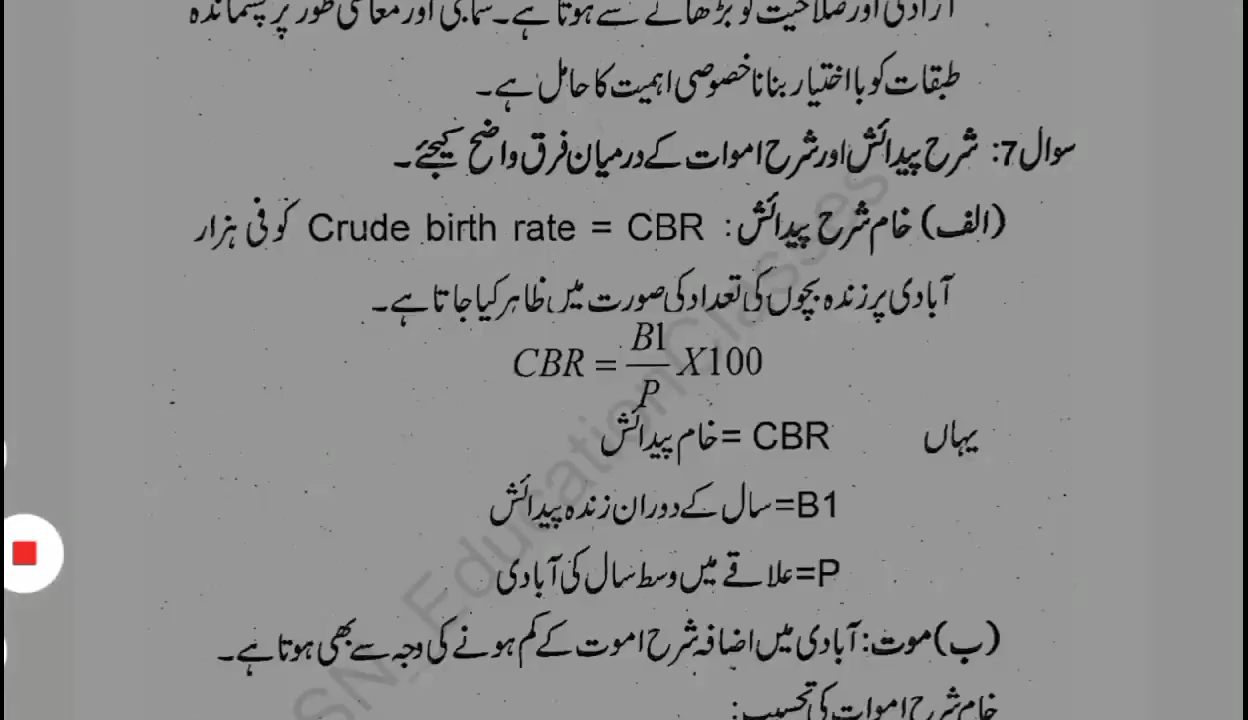 آزادی اور صلاحیت کو بڑھانے سے ہوتا ہے۔ سماجی اور معاشی طور پر پسماندہ
طبقات کو بااختیار بنانا خصوصی اہمیت کا حامل ہے۔
سوال 7: شرح پیدائش اور شرح اموات کے درمیان فرق واضح کیجئے۔
(الف) خام شرح پیدائش: Crude birth rate = CBR کو فی ہزار
آبادی پر زندہ بچوں کی تعداد کی صورت میں ظاہر کیا جاتا ہے۔
CBR = B1/P X100
یہاں CBR = خام پیدائش
B1 = سال کے دوران زندہ پیدائش
P = علاقے میں وسط سال کی آبادی
(ب) موت: آبادی میں اضافہ شرح اموت کے کم ہونے کی وجہ سے بھی ہوتا ہے۔
خام شرح اموات کی تحسیب:
SN_EducationClasses